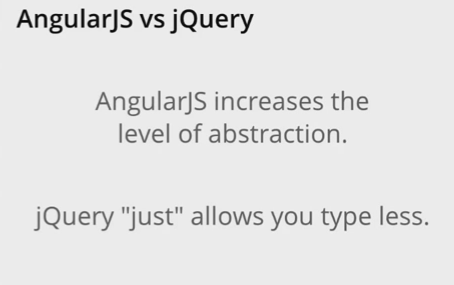 AngularJS vs jQuery
AngularJS increases the
level of abstraction.
jQuery "just" allows you type less.